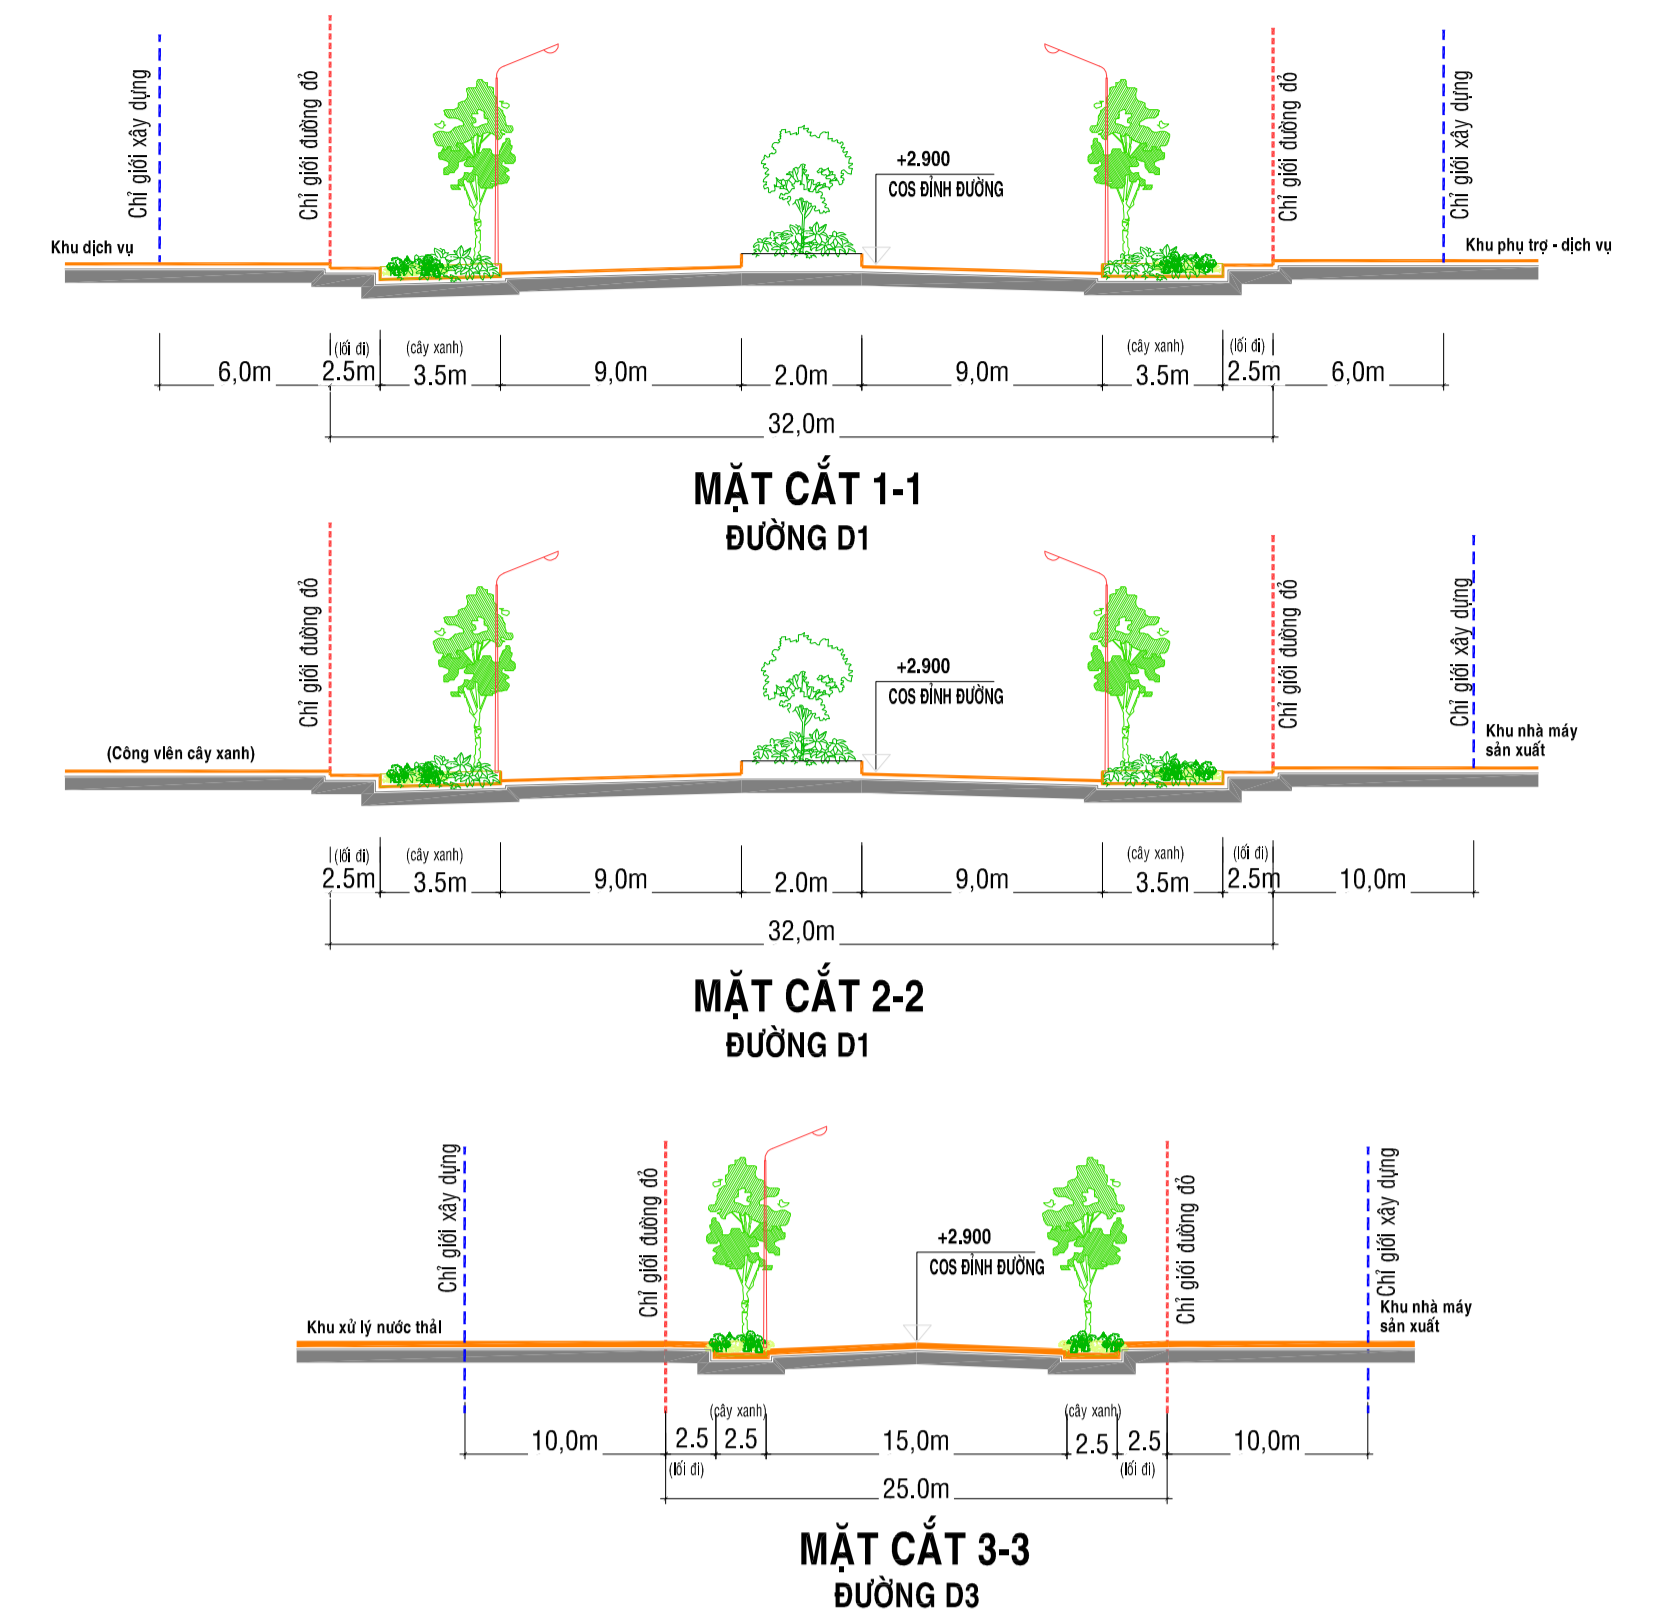 Chỉ giới xây dựng
Chỉ giới đường đỏ
Chỉ giới đường đỏ
Chỉ giới xây dựng
+2.900
COS ĐỈNH ĐƯỜNG
Khu dịch vụ
Khu phụ trợ - dịch vụ
(lối đi) (cây xanh) (cây xanh) (lối đi)
6,0m 2.5m 3.5m 9,0m 2.0m 9,0m 3.5m 2.5m 6,0m
32,0m
MẶT CẮT 1-1
ĐƯỜNG D1
Chỉ giới đường đỏ
Chỉ giới đường đỏ
Chỉ giới xây dựng
+2.900
COS ĐỈNH ĐƯỜNG
(Công viên cây xanh)
Khu nhà máy
sản xuất
(lối đi) (cây xanh) (cây xanh) (lối đi)
2.5m 3.5m 9,0m 2.0m 9,0m 3.5m 2.5m 10,0m
32,0m
MẶT CẮT 2-2
ĐƯỜNG D1
Chỉ giới xây dựng
Chỉ giới đường đỏ
Chỉ giới đường đỏ
Chỉ giới xây dựng
+2.900
COS ĐỈNH ĐƯỜNG
Khu xử lý nước thải
Khu nhà máy
sản xuất
(cây xanh) (cây xanh)
10,0m 2.5 2.5 15,0m 2.5 2.5 10,0m
(lối đi) (lối đi)
25.0m
MẶT CẮT 3-3
ĐƯỜNG D3